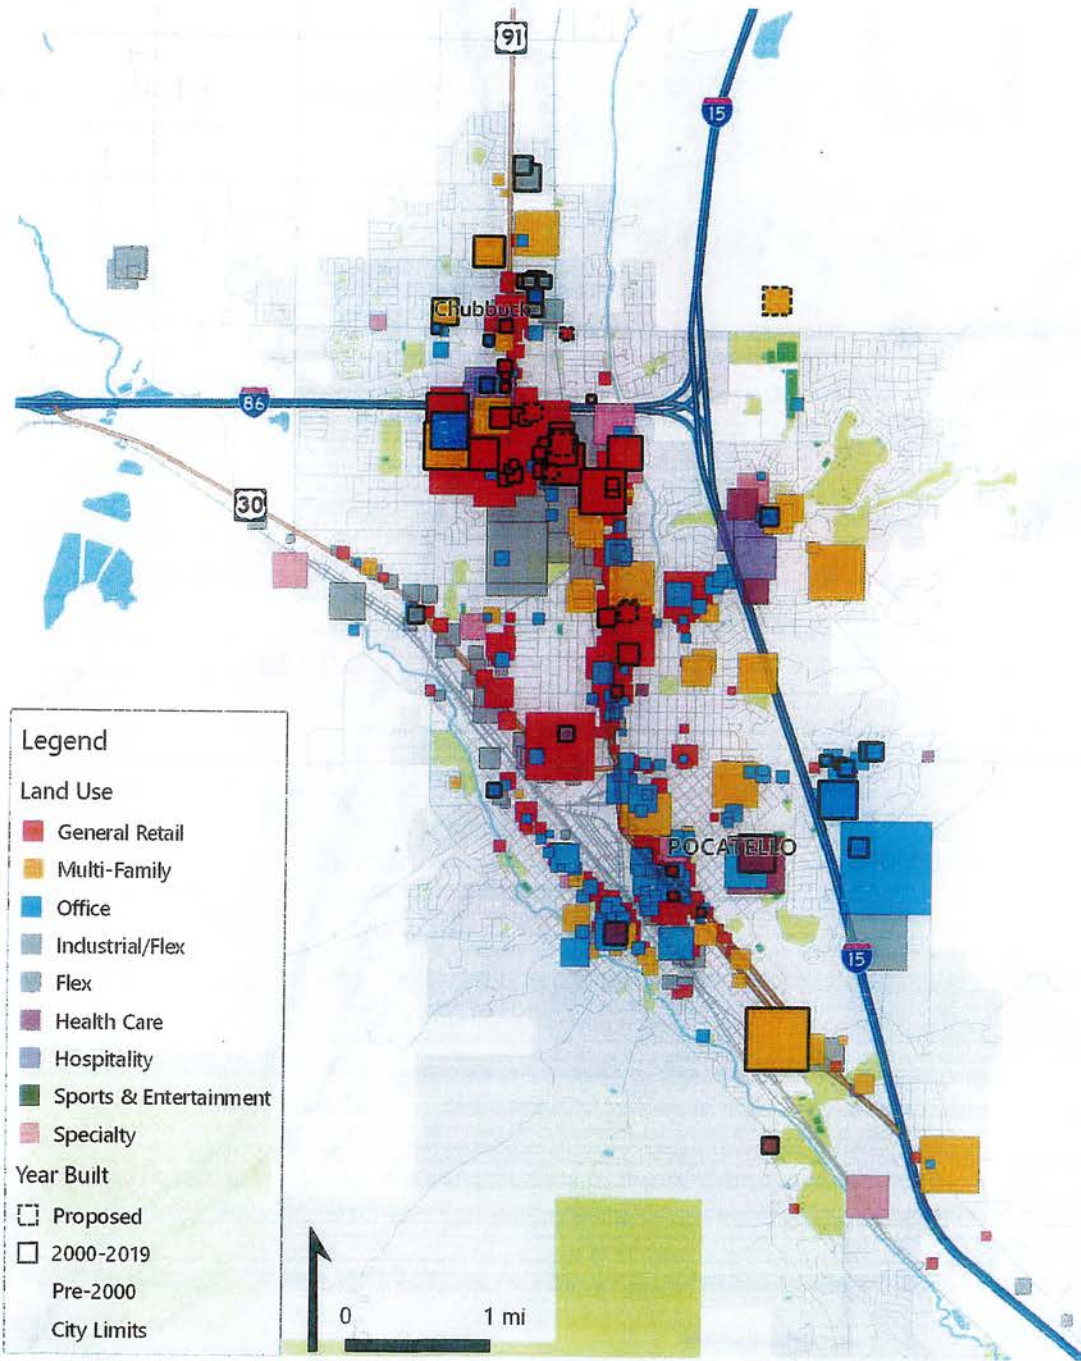 91
15
Chubbuck
86
30
POCATELLO
15
Legend
Land Use
General Retail
Multi-Family
Office
Industrial/Flex
Flex
Health Care
Hospitality
Sports & Entertainment
Specialty
Year Built
Proposed
2000-2019
Pre-2000
City Limits
0 1 mi